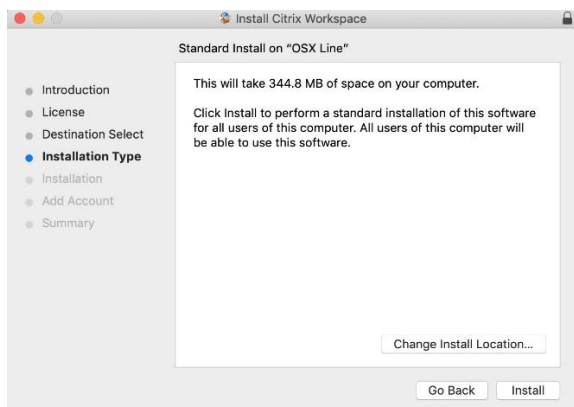 Install Citrix Workspace
Standard Install on “OSX Line”
Introduction
License
Destination Select
Installation Type
Installation
Add Account
Summary
This will take 344.8 MB of space on your computer.
Click Install to perform a standard installation of this software
for all users of this computer. All users of this computer will
be able to use this software.
Change Install Location...
Go Back
Install